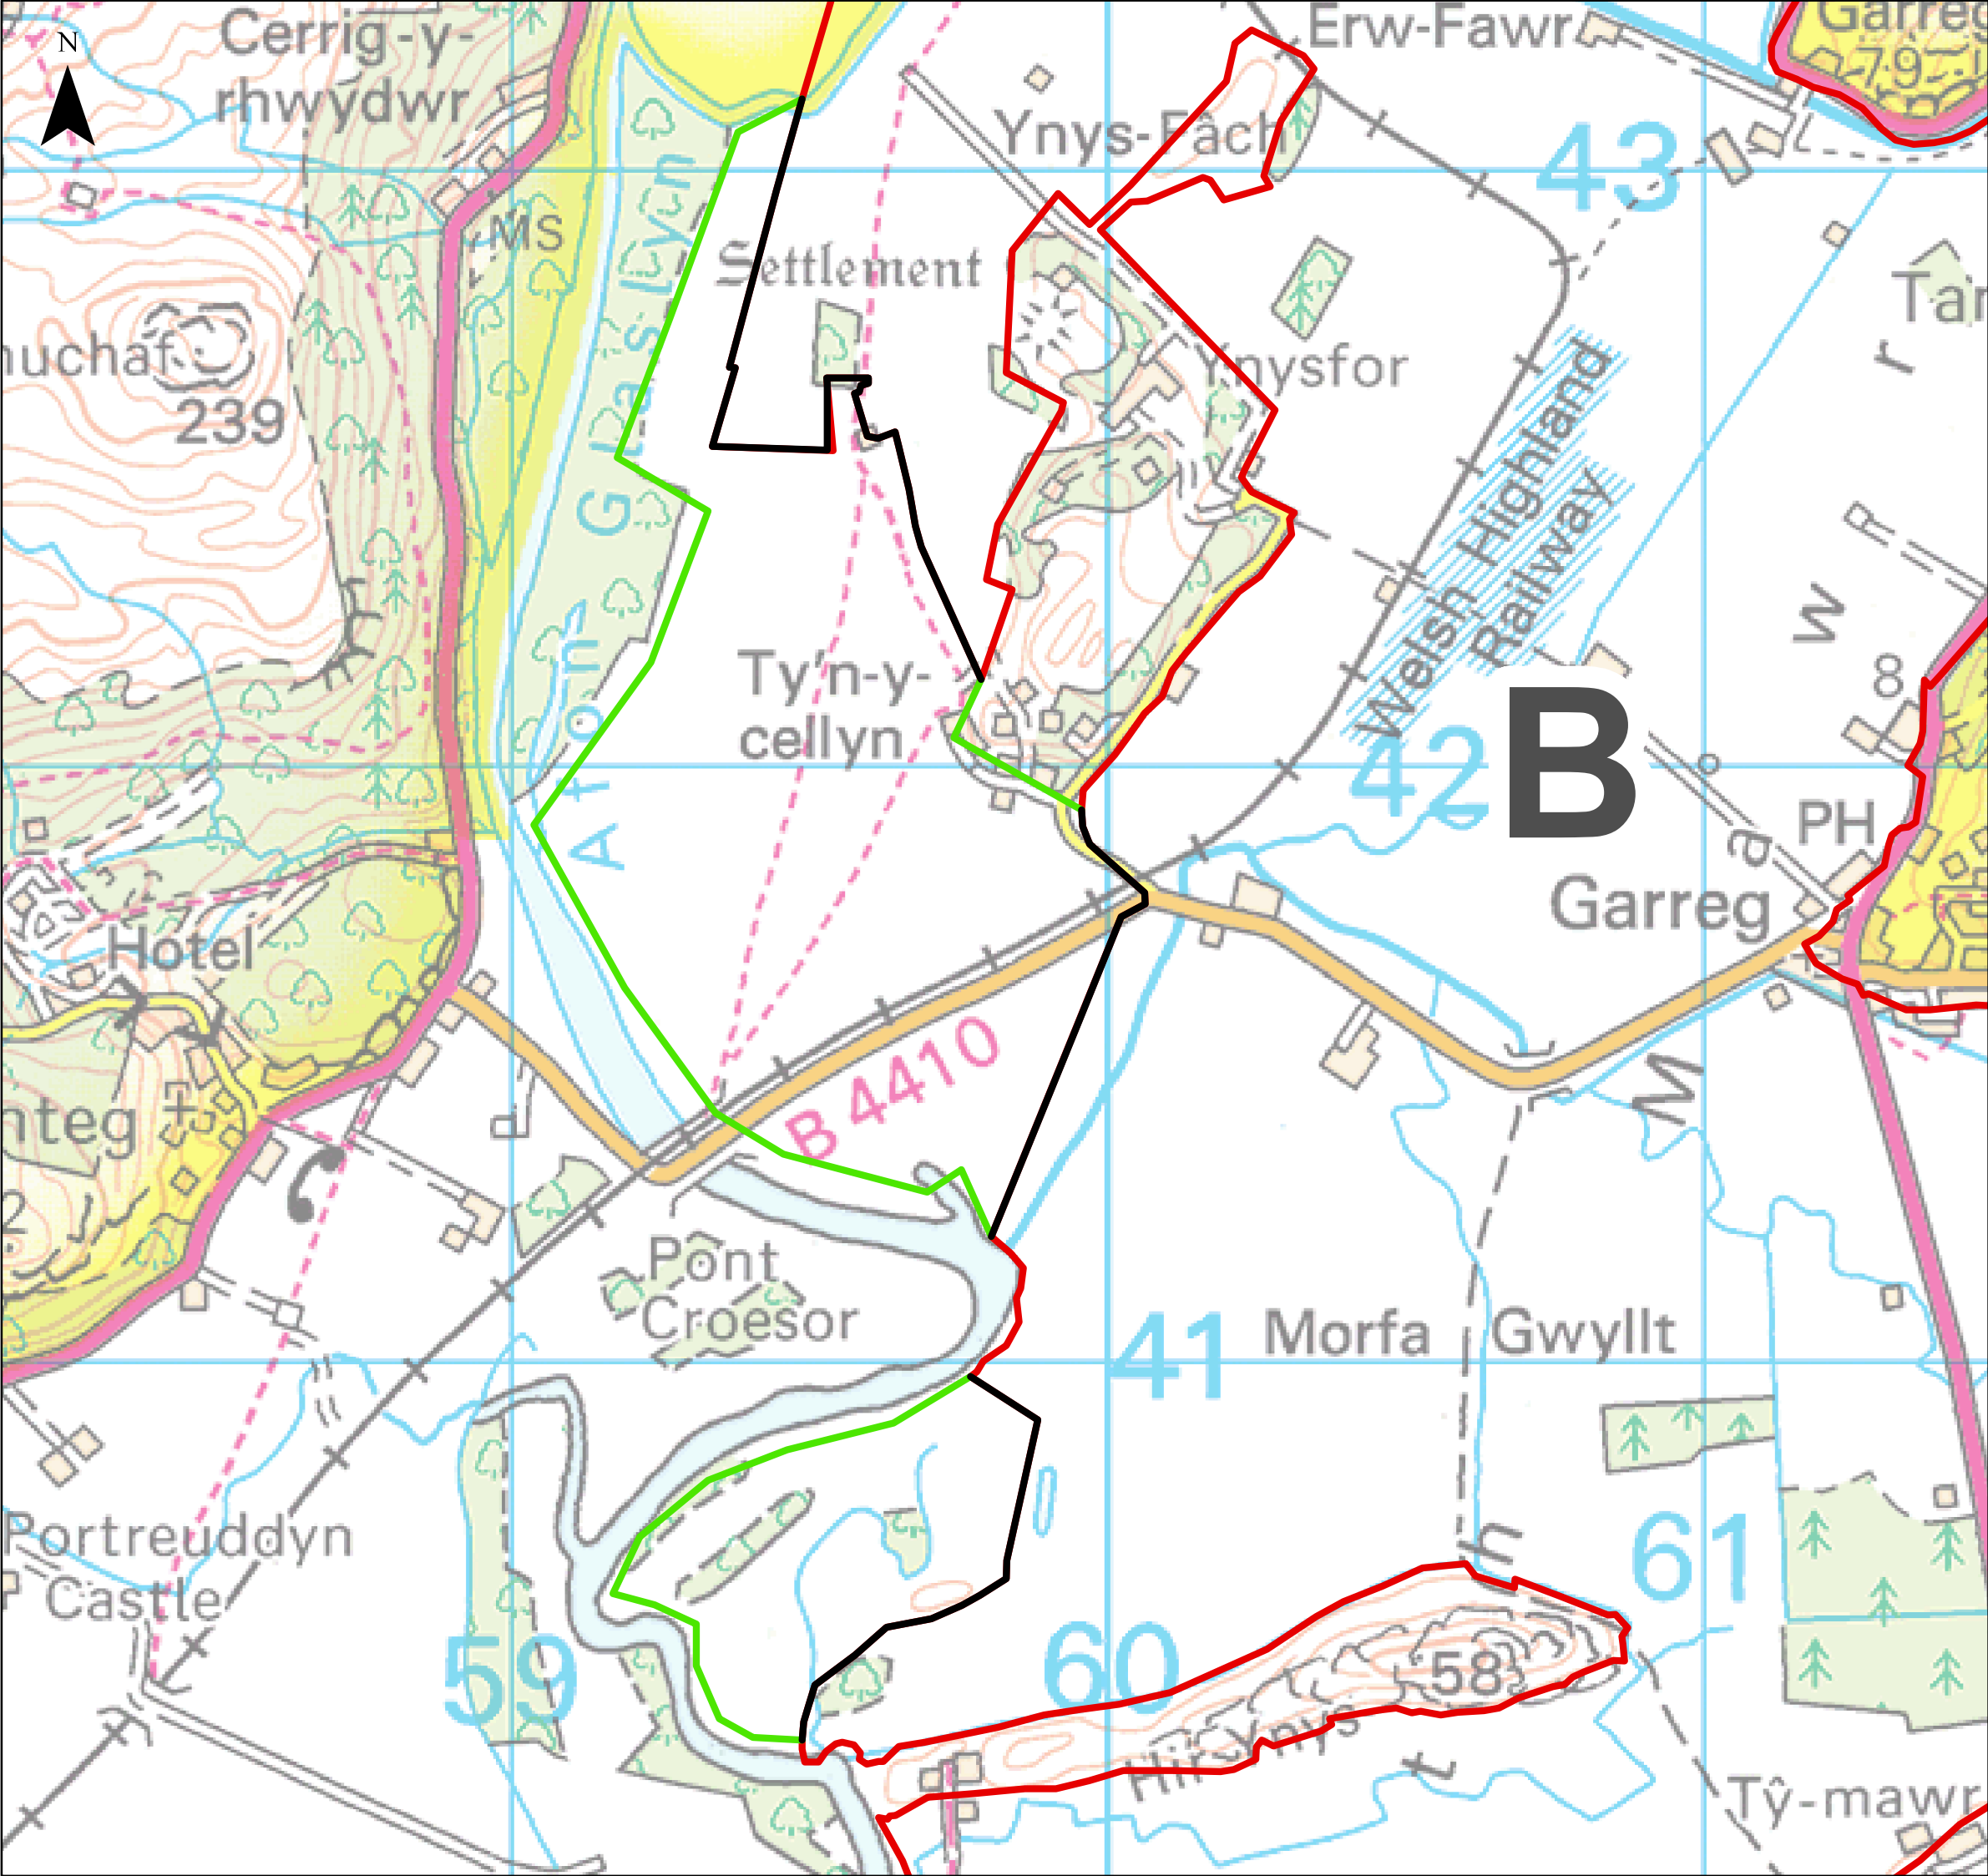 N
Cerrig-y-
rhwydwr
Erw-Fawr
Garreg
79
Ynys-Fâch
43
MS
Settlement
Tan
r
uchaf
239
Ynysfor
Afon Glaslyn
Welsh Highland
Railway
w
Ty'n-y-
cellyn
8
42
B
o
PH
a
Garreg
Hotel
B 4410
M
nteg
2
Pont
Croesor
41
Morfa Gwyllt
Portreuddyn
Castle
h
61
59
60
58
Hir Ynys
t
Tŷ-mawr